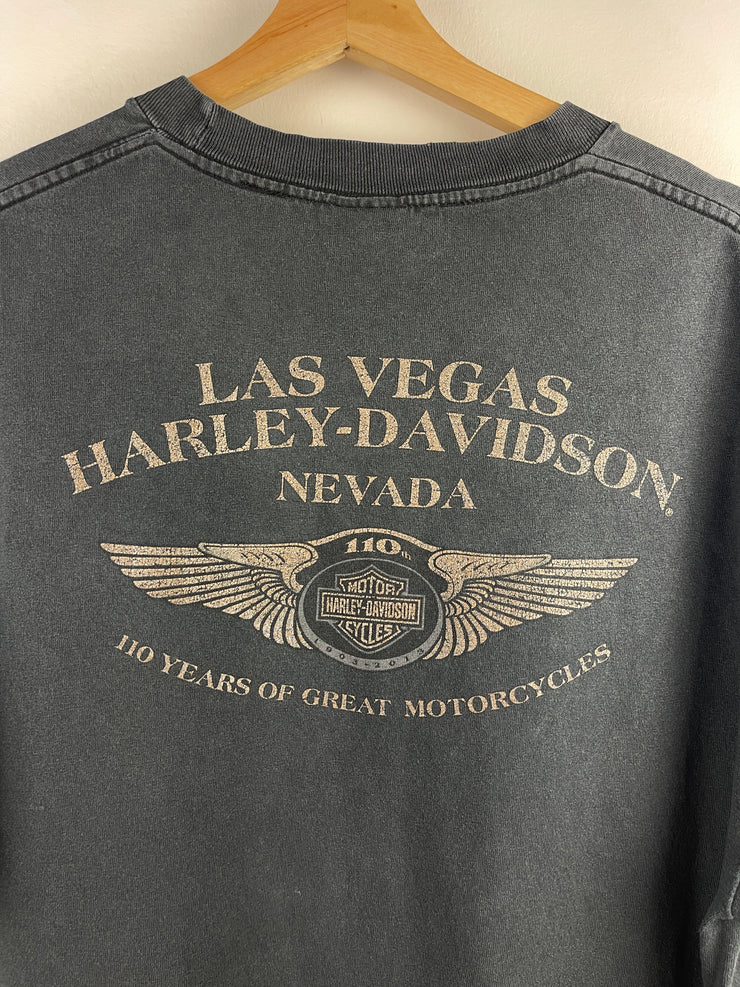 LAS VEGAS
HARLEY-DAVIDSON®
NEVADA
110th
MOTOR
HARLEY-DAVIDSON
CYCLES
1903-2013
110 YEARS OF GREAT MOTORCYCLES